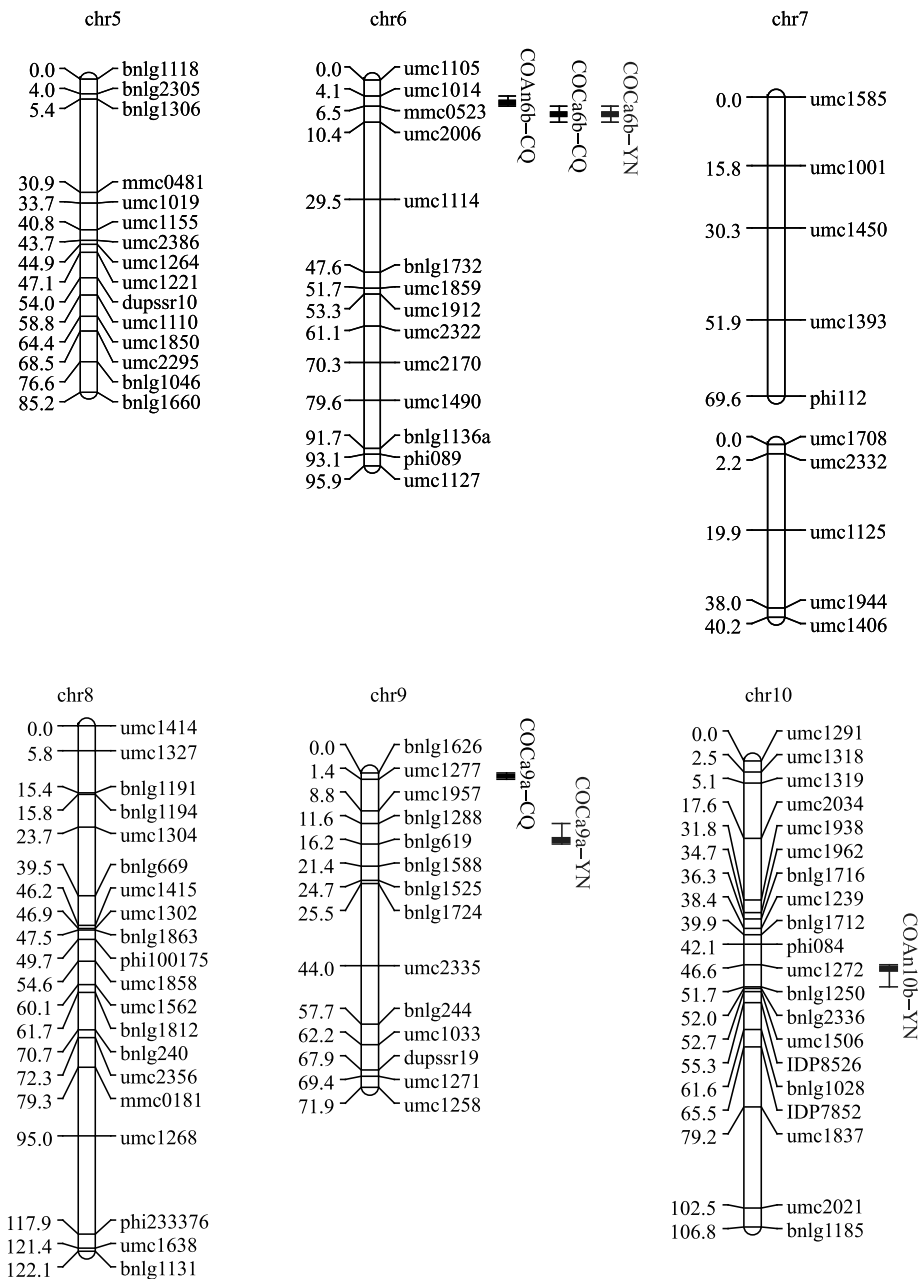 chr5
0.0 bnlg1118
4.0 bnlg2305
5.4 bnlg1306
30.9 mmc0481
33.7 umc1019
40.8 umc1155
43.7 umc2386
44.9 umc1264
47.1 umc1221
54.0 dupssr10
58.8 umc1110
64.4 umc1850
68.5 umc2295
76.6 bnlg1046
85.2 bnlg1660
chr6
0.0 umc1105
4.1 umc1014
6.5 mmc0523
10.4 umc2006
29.5 umc1114
47.6 bnlg1732
51.7 umc1859
53.3 umc1912
61.1 umc2322
70.3 umc2170
79.6 umc1490
91.7 bnlg1136a
93.1 phi089
95.9 umc1127
COAn6b-CQ
COCa6b-CQ
COCa6b-YN
chr7
0.0 umc1585
15.8 umc1001
30.3 umc1450
51.9 umc1393
69.6 phi112
0.0 umc1708
2.2 umc2332
19.9 umc1125
38.0 umc1944
40.2 umc1406
chr8
0.0 umc1414
5.8 umc1327
15.4 bnlg1191
15.8 bnlg1194
23.7 umc1304
39.5 bnlg669
46.2 umc1415
46.9 umc1302
47.5 bnlg1863
49.7 phi100175
54.6 umc1858
60.1 umc1562
61.7 bnlg1812
70.7 bnlg240
72.3 umc2356
79.3 mmc0181
95.0 umc1268
117.9 phi233376
121.4 umc1638
122.1 bnlg1131
chr9
0.0 bnlg1626
1.4 umc1277
8.8 umc1957
11.6 bnlg1288
16.2 bnlg619
21.4 bnlg1588
24.7 bnlg1525
25.5 bnlg1724
44.0 umc2335
57.7 bnlg244
62.2 umc1033
67.9 dupssr19
69.4 umc1271
71.9 umc1258
COCa9a-CQ
COCa9a-YN
chr10
0.0 umc1291
2.5 umc1318
5.1 umc1319
17.6 umc2034
31.8 umc1938
34.7 umc1962
36.3 bnlg1716
38.4 umc1239
39.9 bnlg1712
42.1 phi084
46.6 umc1272
51.7 bnlg1250
52.0 bnlg2336
52.7 umc1506
55.3 IDP8526
61.6 bnlg1028
65.5 IDP7852
79.2 umc1837
102.5 umc2021
106.8 bnlg1185
COAn10b-YN